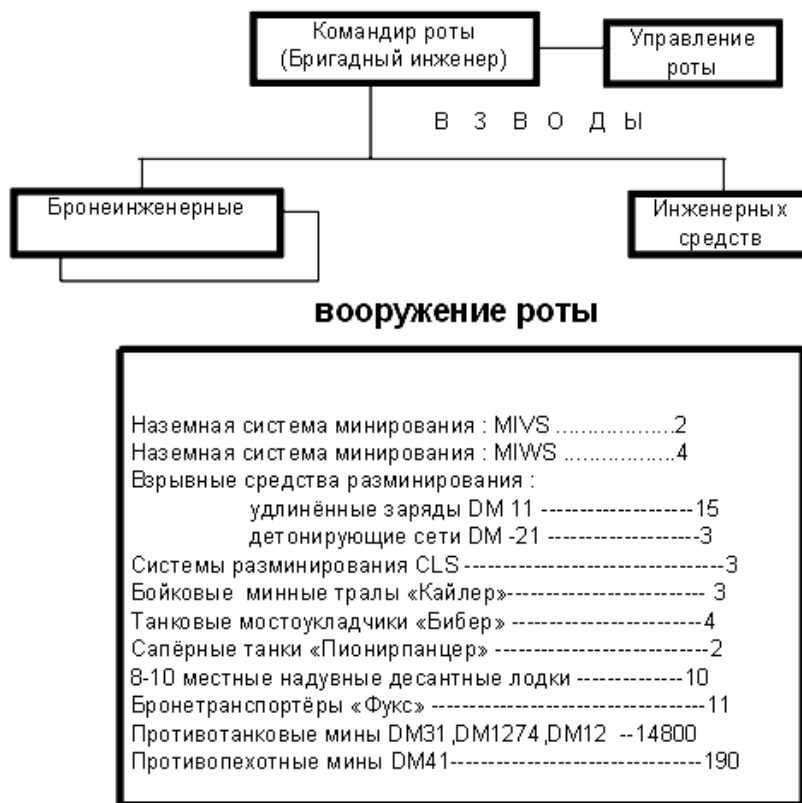 Командир роты
(Бригадный инженер)
Управление
роты
В З В О Д Ы
Бронеинженерные
Инженерных
средств
вооружение роты
Наземная система минирования : MIVS ...................2
Наземная система минирования : MIWS ..................4
Взрывные средства разминирования :
удлинённые заряды DM 11 -------------------15
детонирующие сети DM -21 -------------------3
Системы разминирования CLS--------------------------3
Бойковые минные тралы «Кайлер»-------------------- 3
Танковые мостоукладчики «Бибер» -------------------4
Сапёрные танки «Пионирпанцер» ---------------------2
8-10 местные надувные десантные лодки -------------10
Бронетранспортёры «Фукс» ---------------------------11
Противотанковые мины DM31 ,DM1274,DM12 --14800
Противопехотные мины DM41-------------------------190